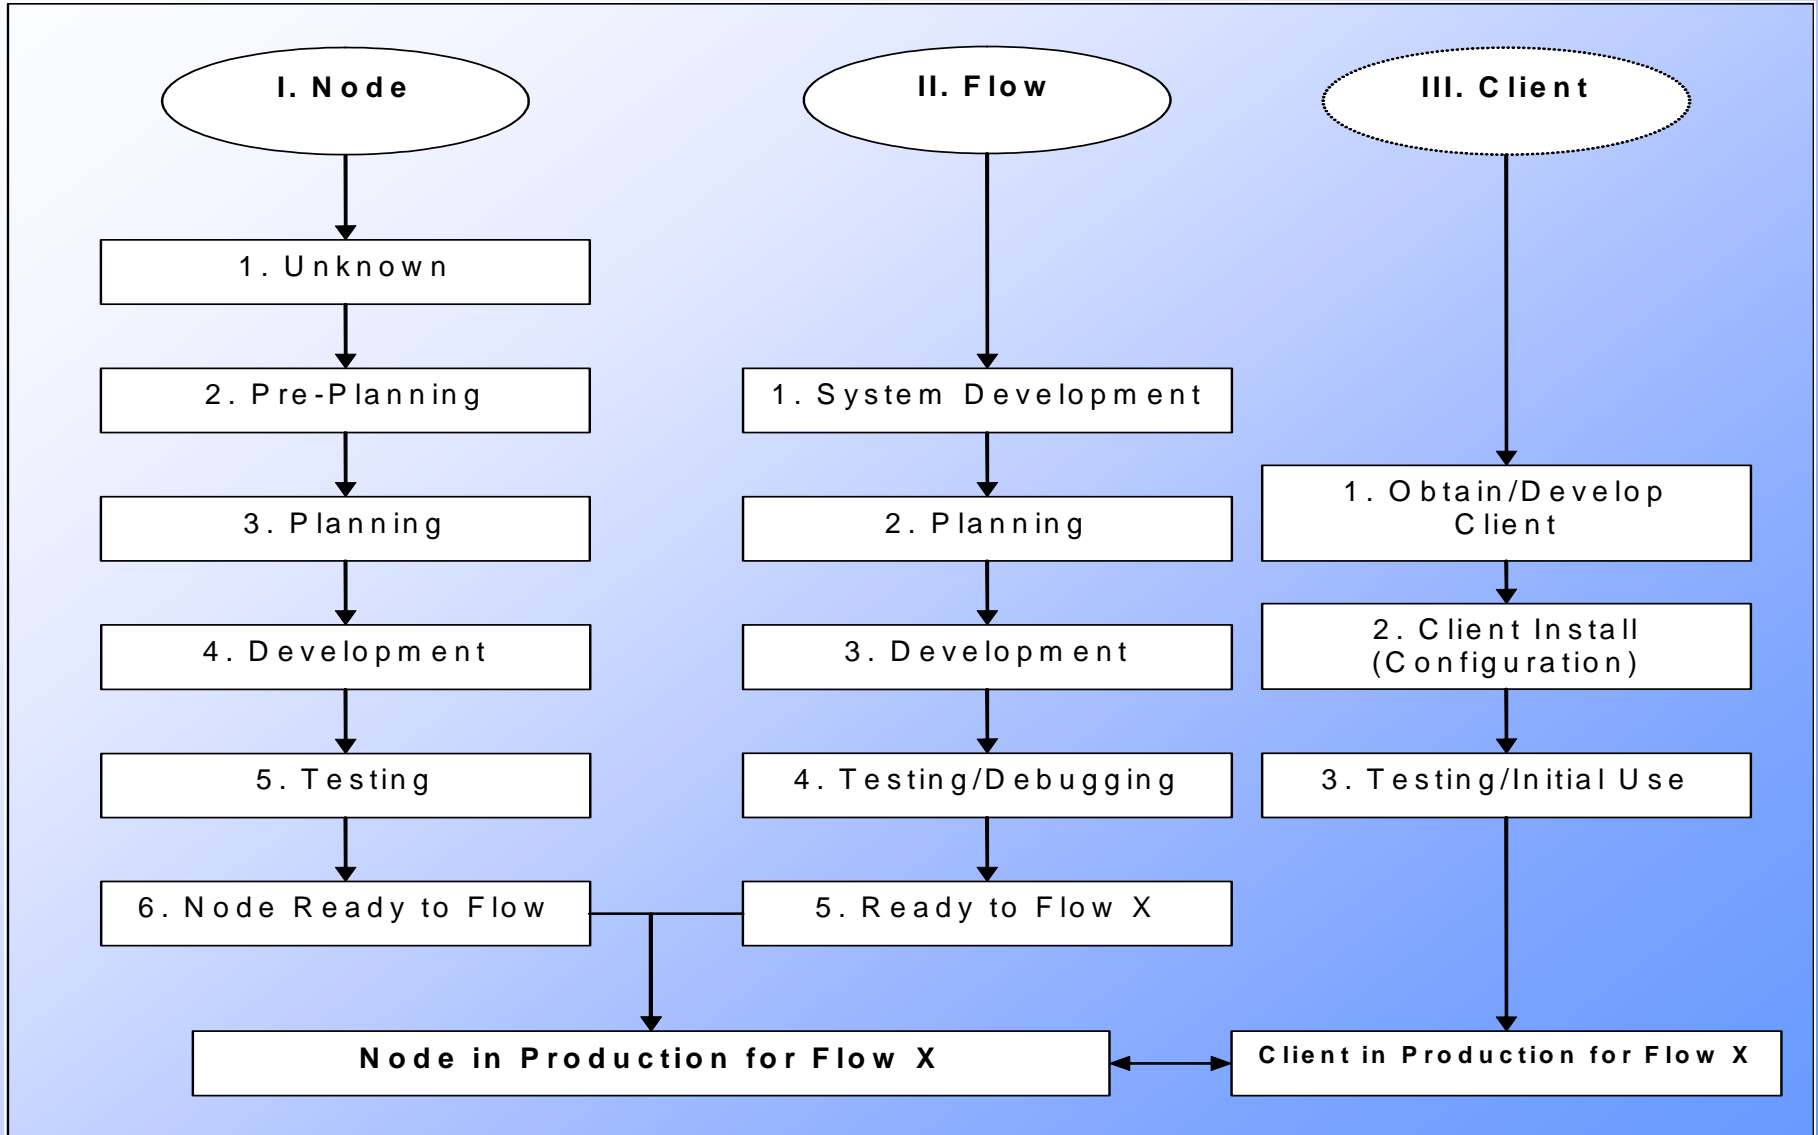 I. Node
1. Unknown
2. Pre-Planning
3. Planning
4. Development
5. Testing
6. Node Ready to Flow
II. Flow
1. System Development
2. Planning
3. Development
4. Testing/Debugging
5. Ready to Flow X
III. Client
1. Obtain/Develop
Client
2. Client Install
(Configuration)
3. Testing/Initial Use
Node in Production for Flow X
Client in Production for Flow X